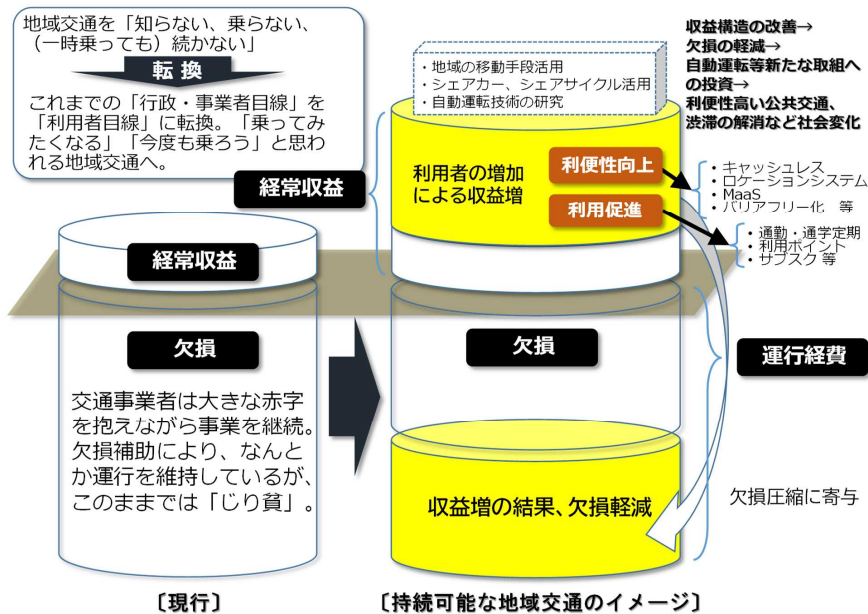 地域交通を「知らない、乗らない、
（一時乗っても）続かない」
転 換
これまでの「行政・事業者目線」を
「利用者目線」に転換。「乗ってみ
たくなる」「今度も乗ろう」と思わ
れる地域交通へ。
・地域の移動手段活用
・シェアカー、シェアサイクル活用
・自動運転技術の研究
収益構造の改善→
欠損の軽減→
自動運転等新たな取組へ
の投資→
利便性高い公共交通、
渋滞の解消など社会変化
経常収益
利用者の増加
による収益増
利便性向上
利用促進
・キャッシュレス
・ロケーションシステム
・MaaS
・バリアフリー化　等
・通勤・通学定期
・利用ポイント
・サブスク 等
経常収益
欠損
交通事業者は大きな赤字
を抱えながら事業を継続。
欠損補助により、なんと
か運行を維持しているが、
このままでは「じり貧」。
欠損
運行経費
収益増の結果、欠損軽減
欠損圧縮に寄与
〔現行〕
〔持続可能な地域交通のイメージ〕